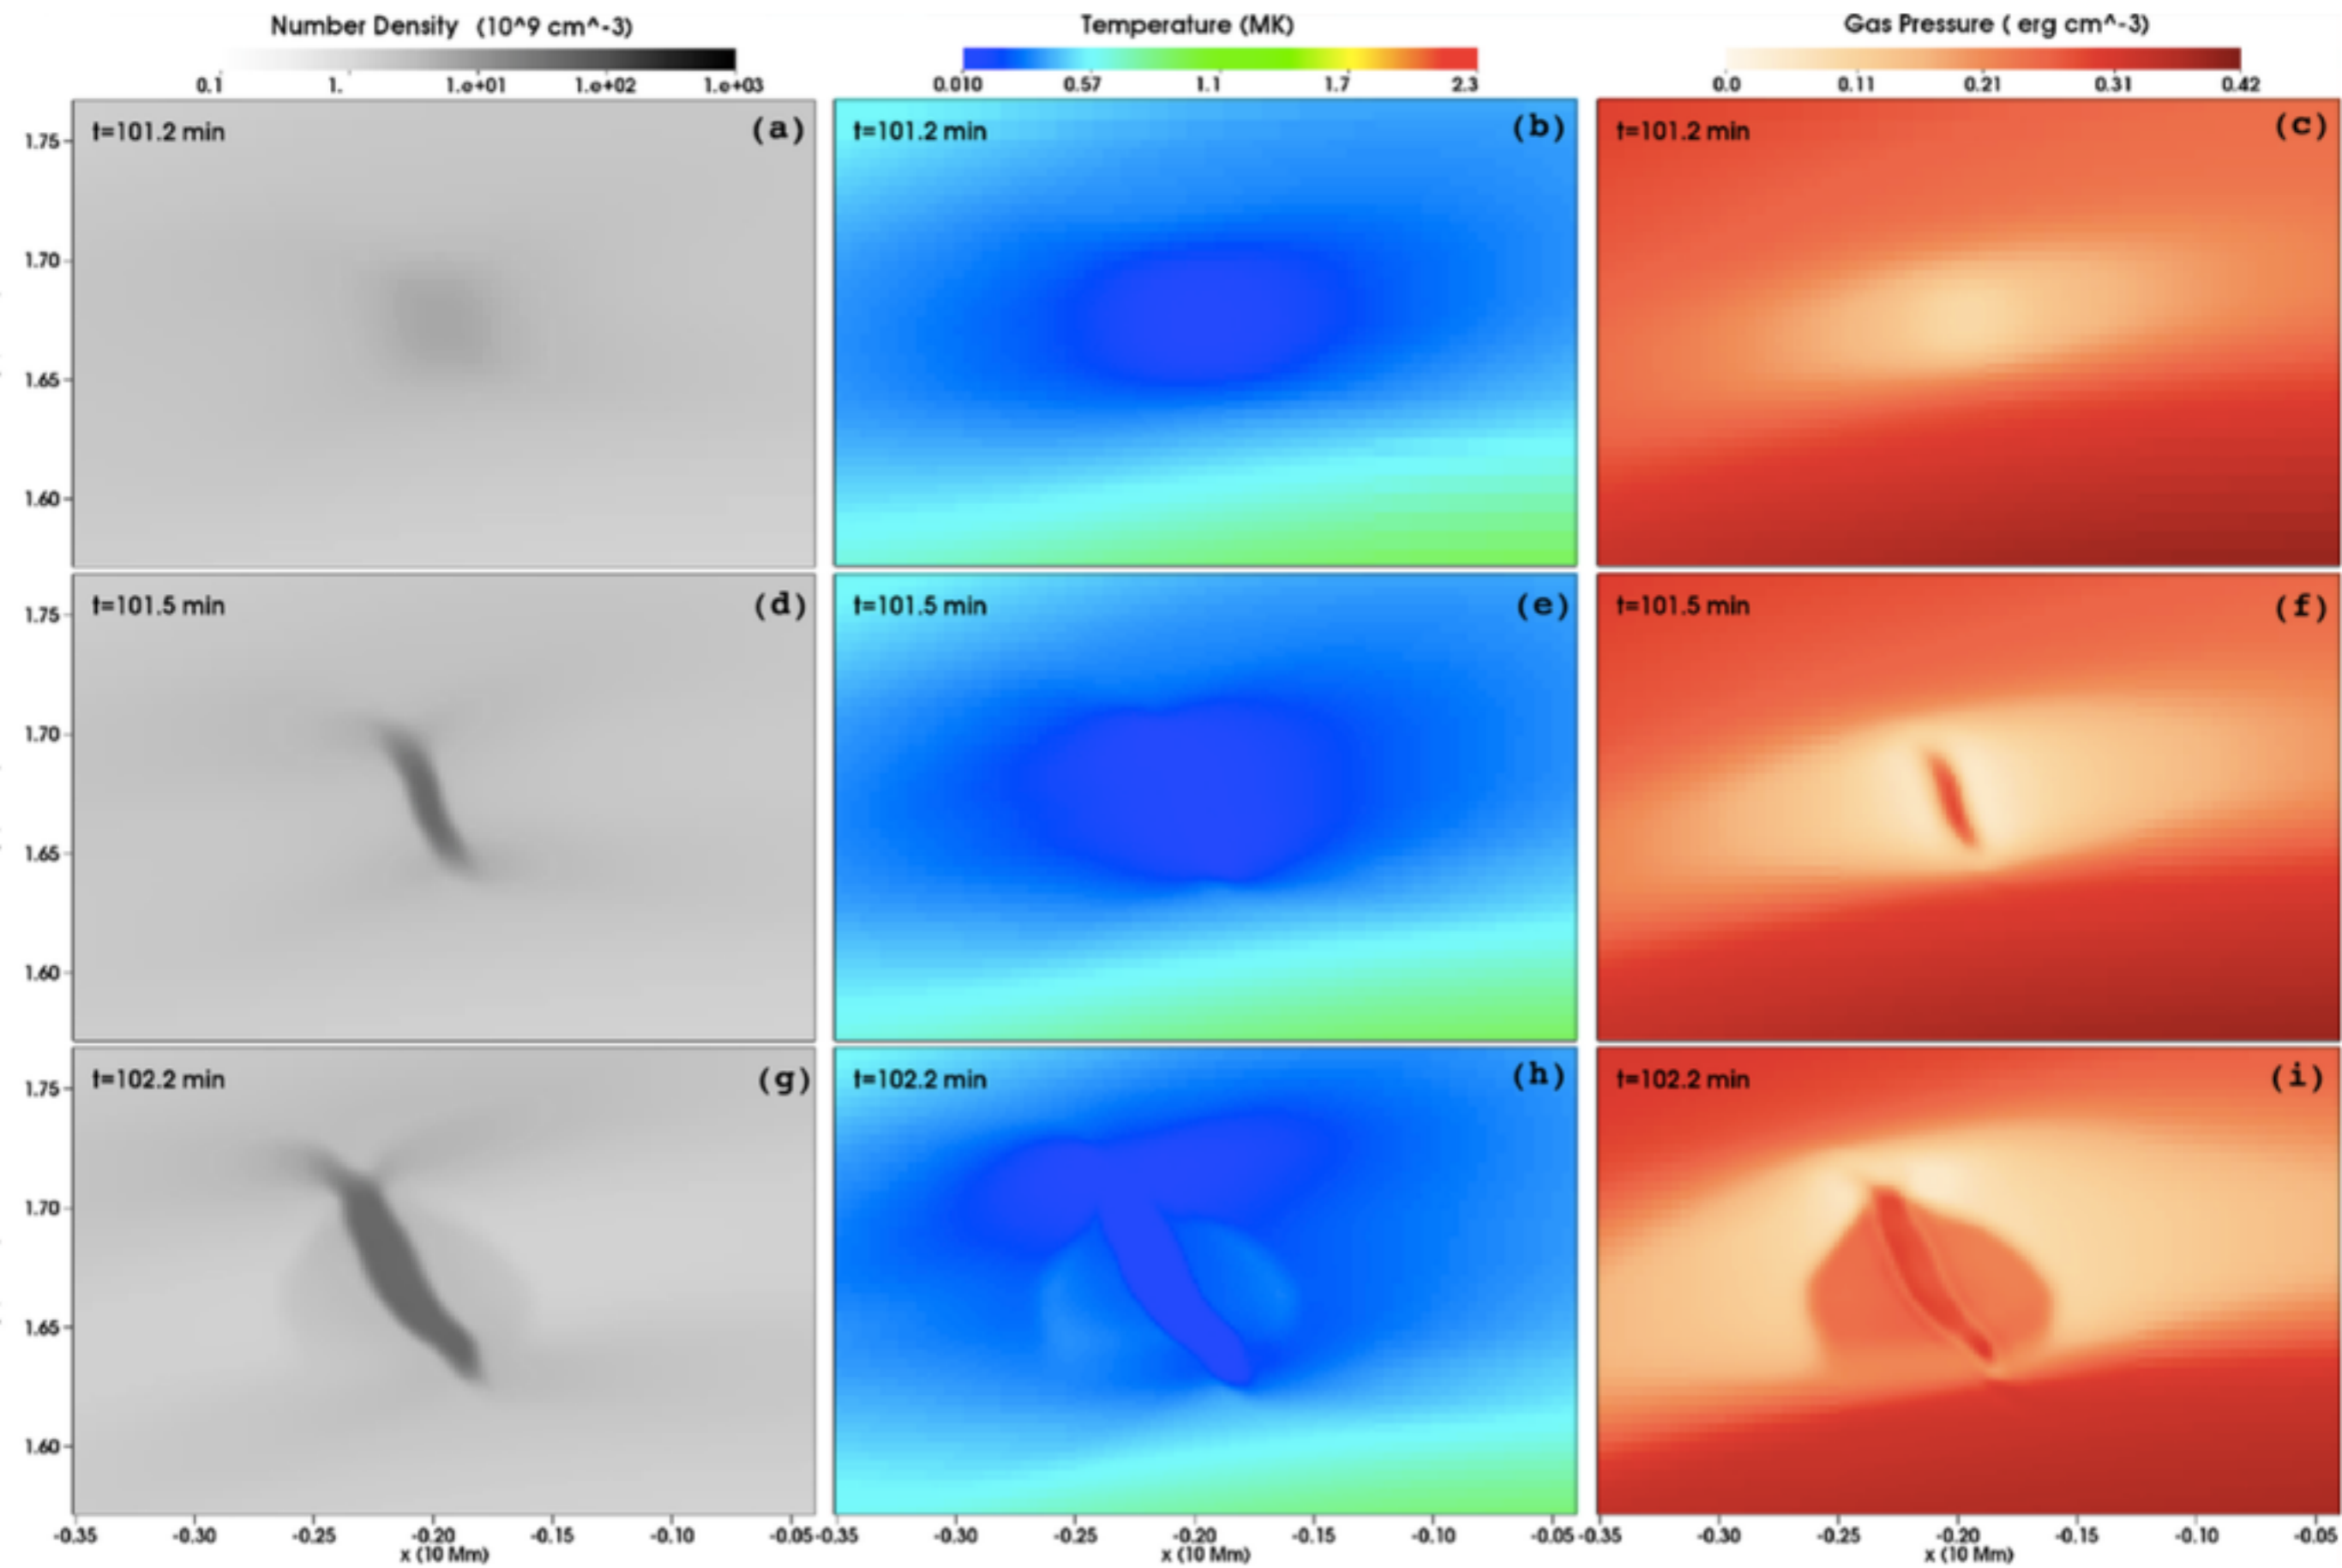 Number Density (10^9 cm^-3)
Temperature (MK)
Gas Pressure ( erg cm^-3)
0.1 1. 1.e+01 1.e+02 1.e+03
0.010 0.57 1.1 1.7 2.3
0.0 0.11 0.21 0.31 0.42
t=101.2 min (a)
t=101.2 min (b)
t=101.2 min (c)
1.75
1.70
1.65
1.60
t=101.5 min (d)
t=101.5 min (e)
t=101.5 min (f)
1.75
1.70
1.65
1.60
t=102.2 min (g)
t=102.2 min (h)
t=102.2 min (i)
1.75
1.70
1.65
1.60
-0.35 -0.30 -0.25 -0.20 -0.15 -0.10 -0.05
-0.35 -0.30 -0.25 -0.20 -0.15 -0.10 -0.05
-0.35 -0.30 -0.25 -0.20 -0.15 -0.10 -0.05
x (10 Mm)
x (10 Mm)
x (10 Mm)